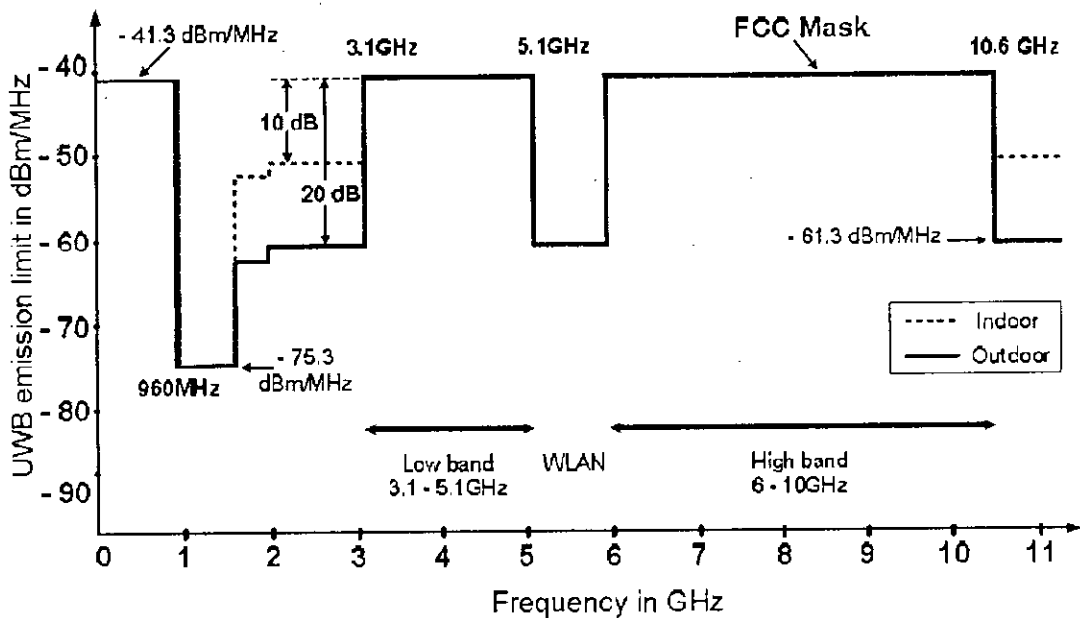 - 41.3 dBm/MHz
3.1GHz
5.1GHz
FCC Mask
10.6 GHz
UWB emission limit in dBm/MHz
- 40
- 50
- 60
- 70
- 80
- 90
10 dB
20 dB
- 61.3 dBm/MHz
Indoor
Outdoor
960MHz
- 75.3
dBm/MHz
Low band
3.1 - 5.1GHz
WLAN
High band
6 - 10GHz
0 1 2 3 4 5 6 7 8 9 10 11
Frequency in GHz